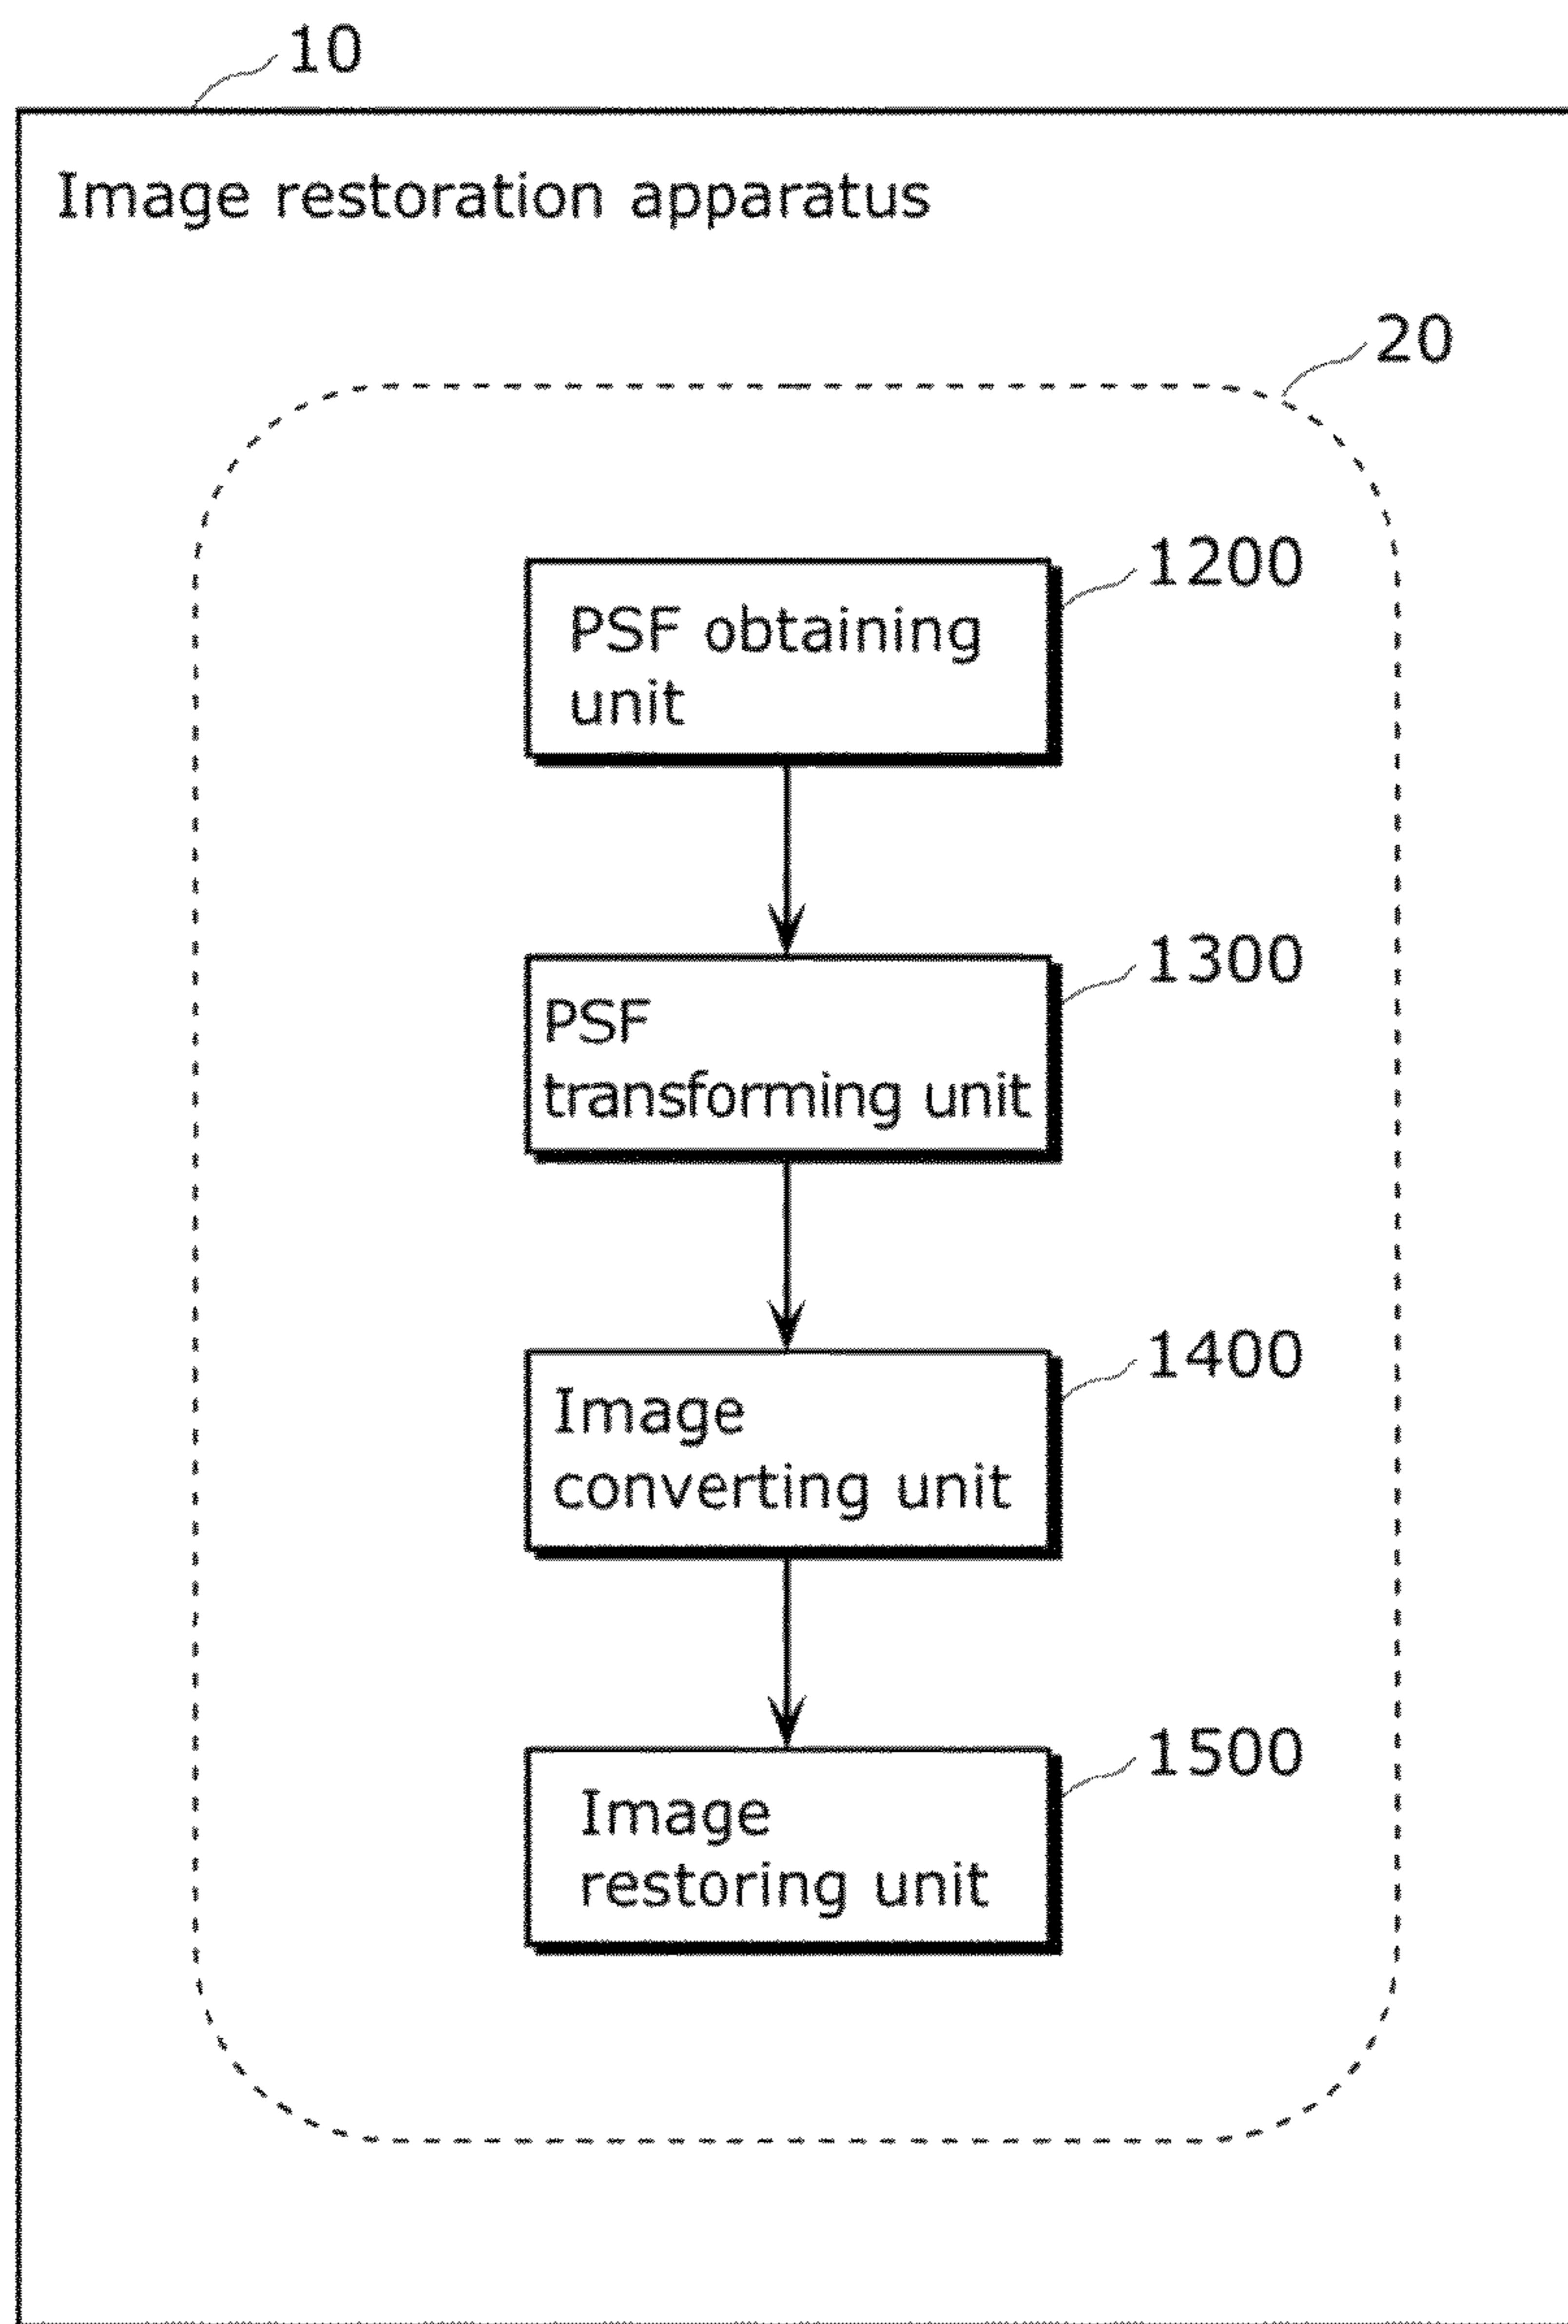 10
Image restoration apparatus
20
1200
PSF obtaining
unit
1300
PSF
transforming unit
1400
Image
converting unit
1500
Image
restoring unit